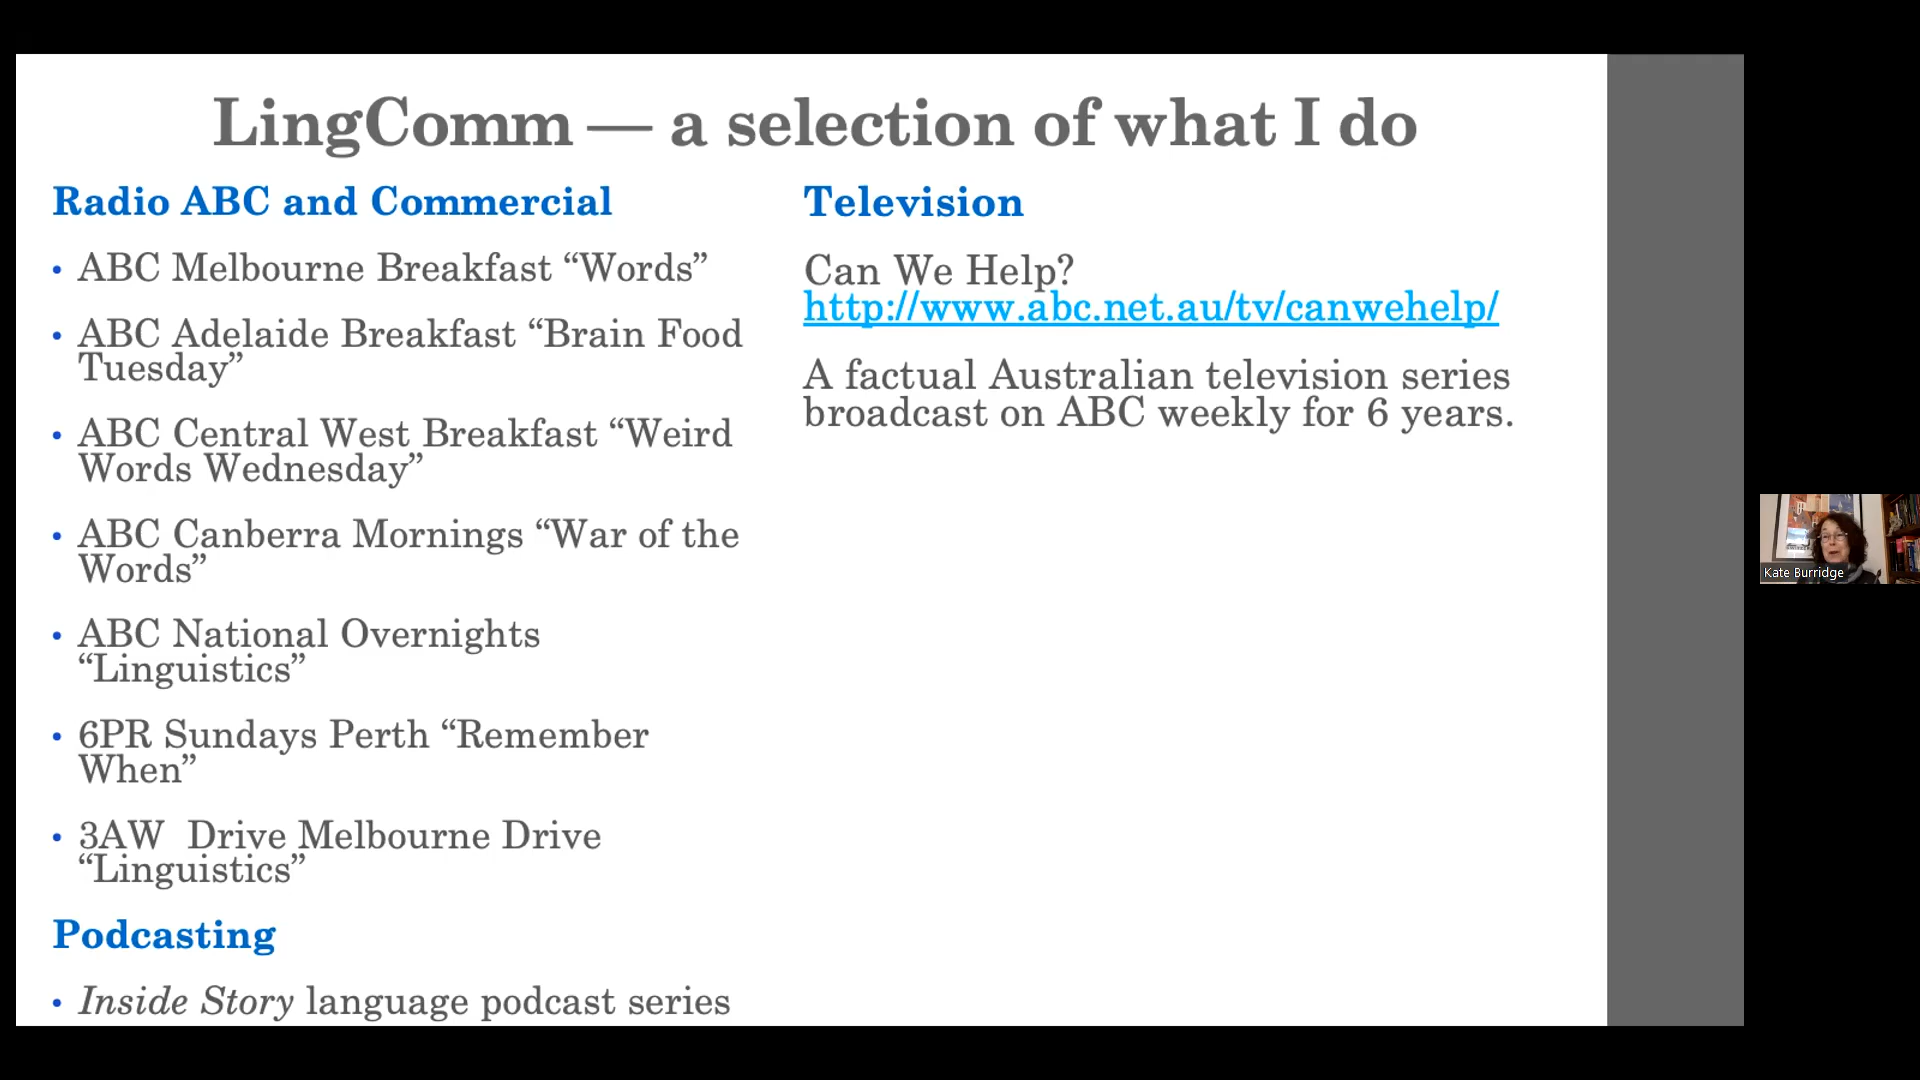 LingComm — a selection of what I do
Radio ABC and Commercial
• ABC Melbourne Breakfast “Words”
• ABC Adelaide Breakfast “Brain Food
Tuesday”
• ABC Central West Breakfast “Weird
Words Wednesday”
• ABC Canberra Mornings “War of the
Words”
• ABC National Overnights
“Linguistics”
• 6PR Sundays Perth “Remember
When”
• 3AW  Drive Melbourne Drive
“Linguistics”
Podcasting
• Inside Story language podcast series
Television
Can We Help?
http://www.abc.net.au/tv/canwehelp/
A factual Australian television series
broadcast on ABC weekly for 6 years.
Kate Burridge